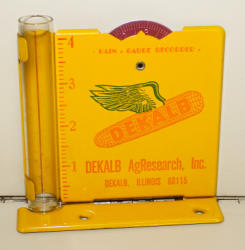 · RAIN · GAUGE RECORDER ·
4
3
2
1
DEKALB
DEKALB AgResearch, Inc.
DEKALB, ILLINOIS 60115